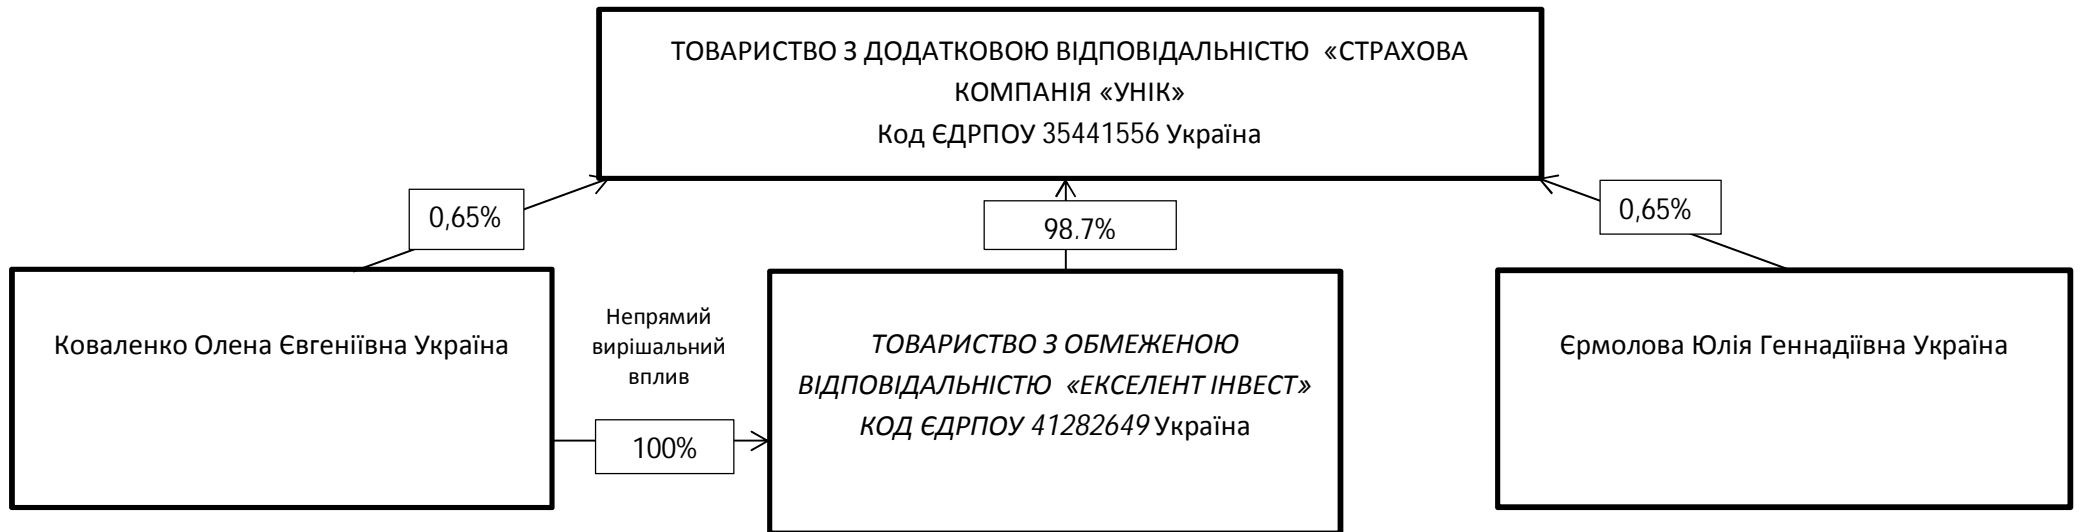 ТОВАРИСТВО З ДОДАТКОВОЮ ВІДПОВІДАЛЬНІСТЮ «СТРАХОВА
КОМПАНІЯ «УНІК»
Код ЄДРПОУ 35441556 Україна
0,65%
98.7%
0,65%
Коваленко Олена Євгеніївна Україна
Непрямий
вирішальний
вплив
100%
ТОВАРИСТВО З ОБМЕЖЕНОЮ
ВІДПОВІДАЛЬНІСТЮ «ЕКСЕЛЕНТ ІНВЕСТ»
КОД ЄДРПОУ 41282649 Україна
Єрмолова Юлія Геннадіївна Україна